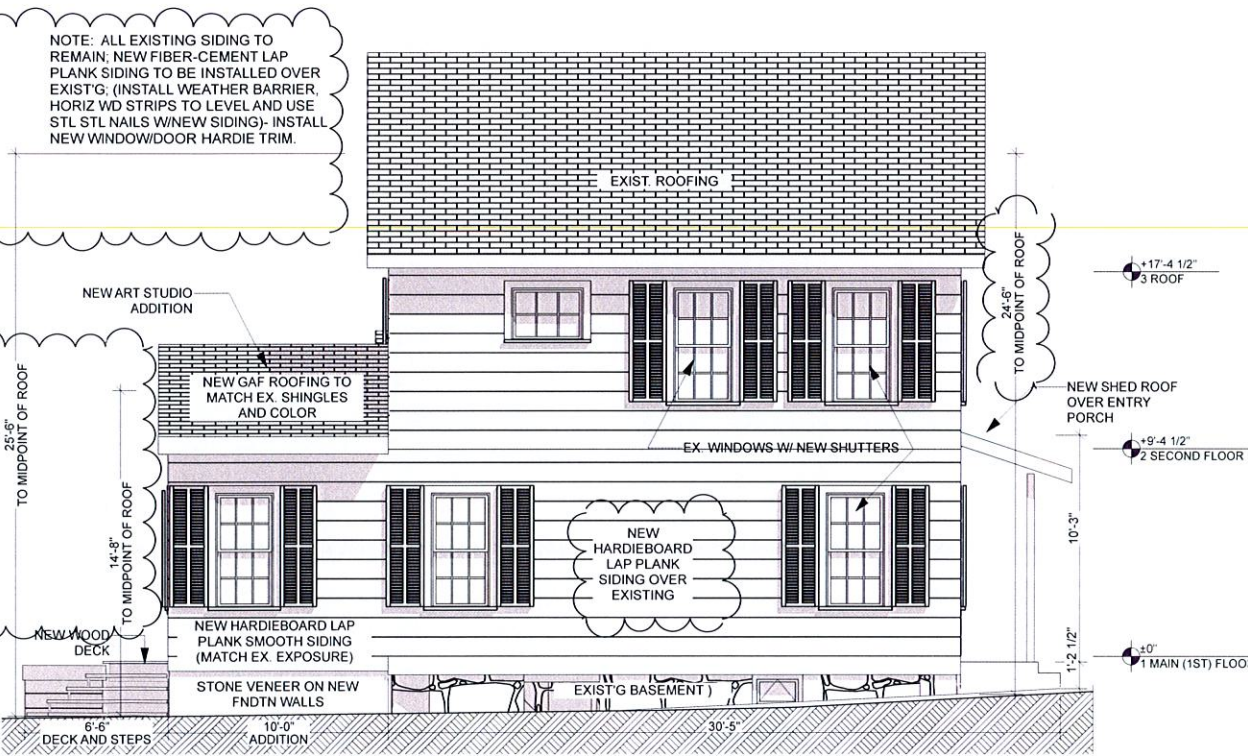 NOTE: ALL EXISTING SIDING TO
REMAIN; NEW FIBER-CEMENT LAP
PLANK SIDING TO BE INSTALLED OVER
EXIST'G; (INSTALL WEATHER BARRIER,
HORIZ WD STRIPS TO LEVEL AND USE
STL STL NAILS W/NEW SIDING)- INSTALL
NEW WINDOW/DOOR HARDIE TRIM.
EXIST. ROOFING
24'-6"
TO MIDPOINT OF ROOF
+17'-4 1/2"
3 ROOF
NEW ART STUDIO
ADDITION
NEW GAF ROOFING TO
MATCH EX. SHINGLES
AND COLOR
25'-6"
TO MIDPOINT OF ROOF
14'-8"
TO MIDPOINT OF ROOF
NEW SHED ROOF
OVER ENTRY
PORCH
EX. WINDOWS W/ NEW SHUTTERS
+9'-4 1/2"
2 SECOND FLOOR
10'-3"
NEW
HARDIEBOARD
LAP PLANK
SIDING OVER
EXISTING
NEW WOOD
DECK
NEW HARDIEBOARD LAP
PLANK SMOOTH SIDING
(MATCH EX. EXPOSURE)
1'-2 1/2"
±0"
1 MAIN (1ST) FLOOR
STONE VENEER ON NEW
FNDTN WALLS
EXIST'G BASEMENT )
6'-6"
DECK AND STEPS
10'-0"
ADDITION
30'-5"